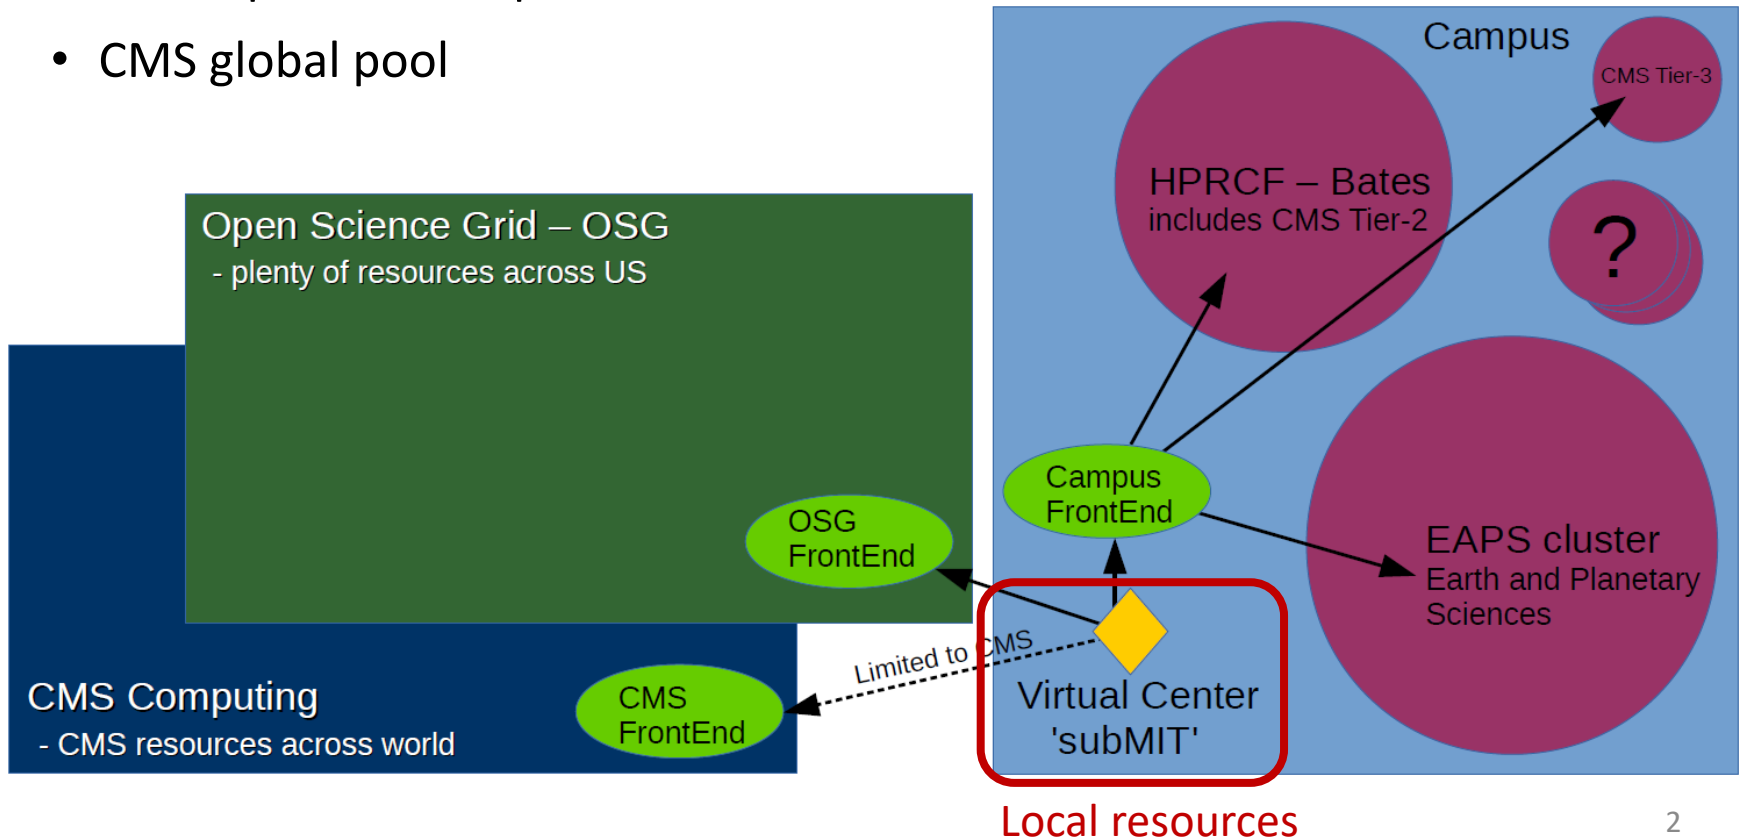 • CMS global pool
Campus
CMS Tier-3
HPRCF – Bates
includes CMS Tier-2
?
Open Science Grid – OSG
- plenty of resources across US
Campus
FrontEnd
OSG
FrontEnd
EAPS cluster
Earth and Planetary
Sciences
Limited to CMS
CMS Computing
- CMS resources across world
CMS
FrontEnd
Virtual Center
'subMIT'
Local resources
2